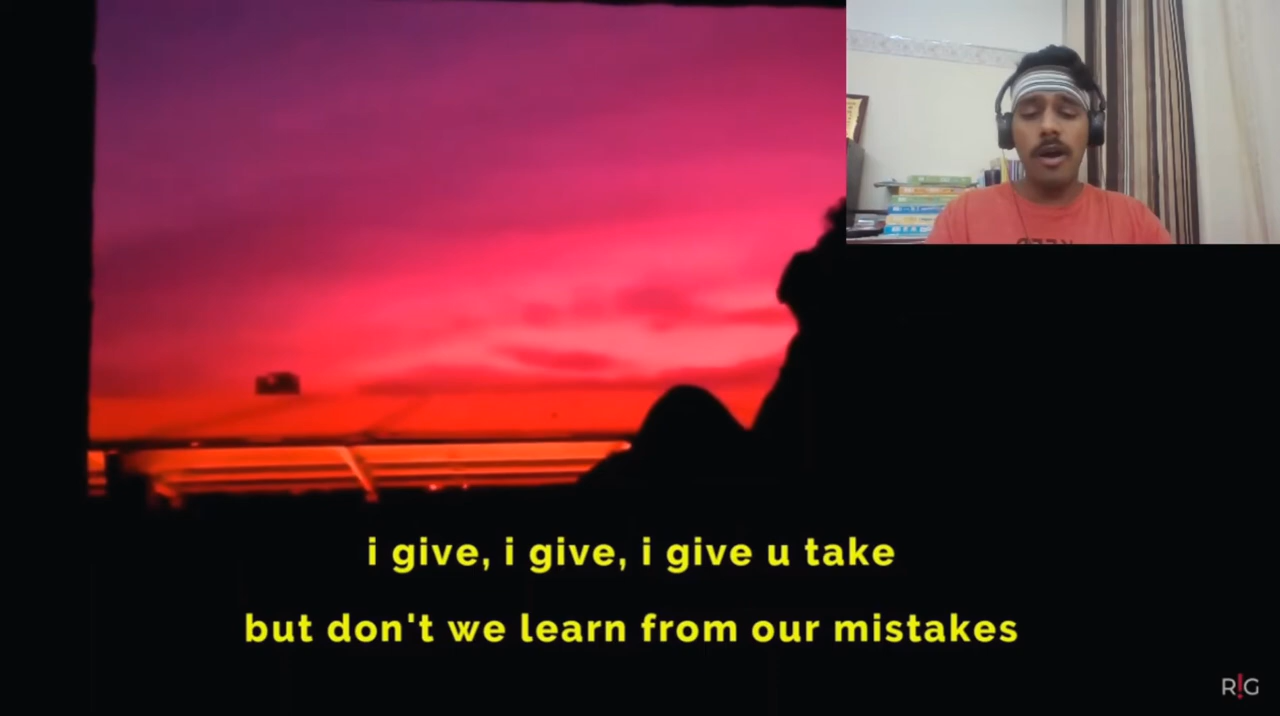 i give, i give, i give u take
but don't we learn from our mistakes
R!G